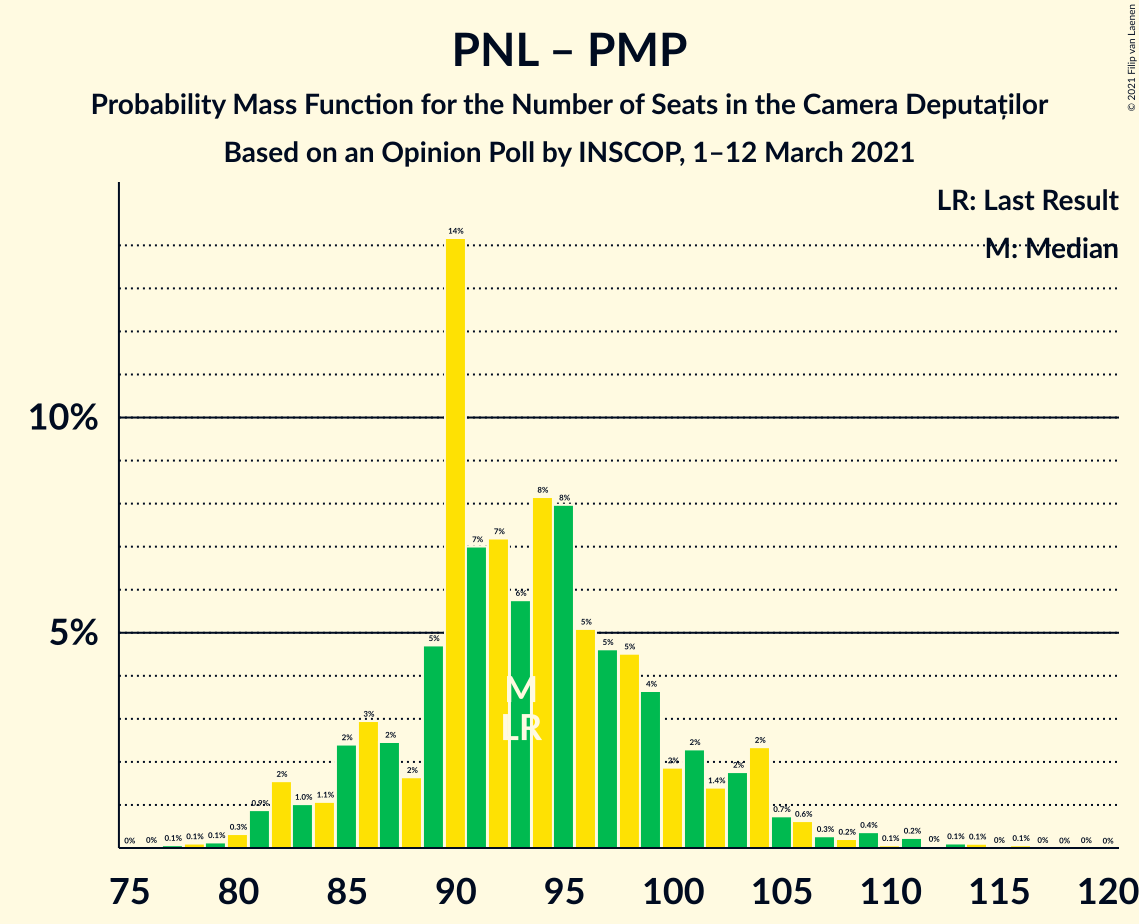 PNL – PMP
Probability Mass Function for the Number of Seats in the Camera Deputaților
Based on an Opinion Poll by INSCOP, 1–12 March 2021
© 2021 Filip van Laenen
LR: Last Result
M: Median
10%
5%
0% 0% 0.1% 0.1% 0.1% 0.3% 0.9% 2% 1.0% 1.1% 2% 3% 2% 2% 5% 14% 7% 7% 6% 8% 8% 5% 5% 5% 4% 2% 2% 1.4% 2% 2% 0.7% 0.6% 0.3% 0.2% 0.4% 0.1% 0.2% 0% 0.1% 0.1% 0% 0.1% 0% 0% 0% 0%
M
LR
75 80 85 90 95 100 105 110 115 120